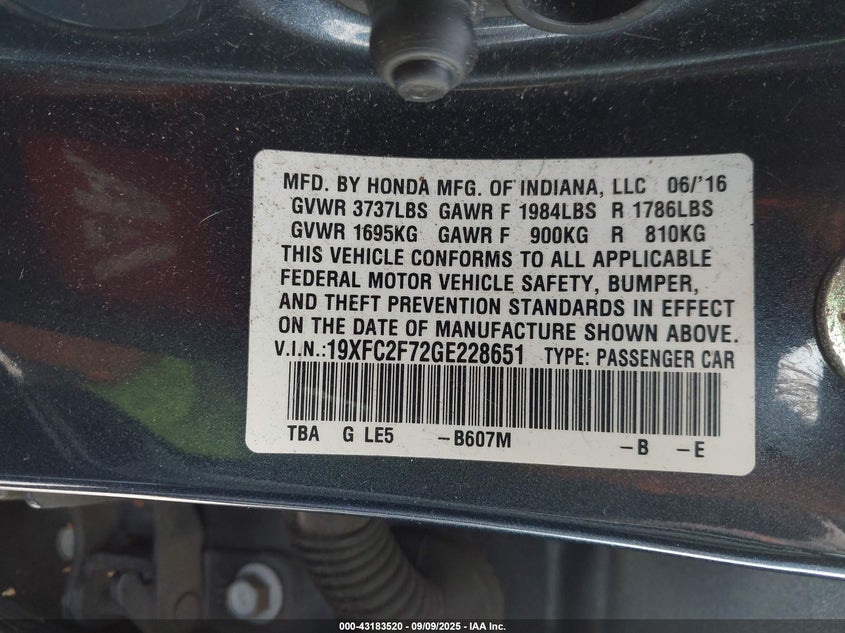 MFD. BY HONDA MFG. OF INDIANA, LLC 06/'16
GVWR 3737LBS GAWR F 1984LBS R 1786LBS
GVWR 1695KG GAWR F 900KG R 810KG
THIS VEHICLE CONFORMS TO ALL APPLICABLE
FEDERAL MOTOR VEHICLE SAFETY, BUMPER,
AND THEFT PREVENTION STANDARDS IN EFFECT
ON THE DATE OF MANUFACTURE SHOWN ABOVE.
V.I.N.:19XFC2F72GE228651 TYPE: PASSENGER CAR
TBA G LE5 -B607M -B -E
000-43183520 - 09/09/2025 - IAA Inc.